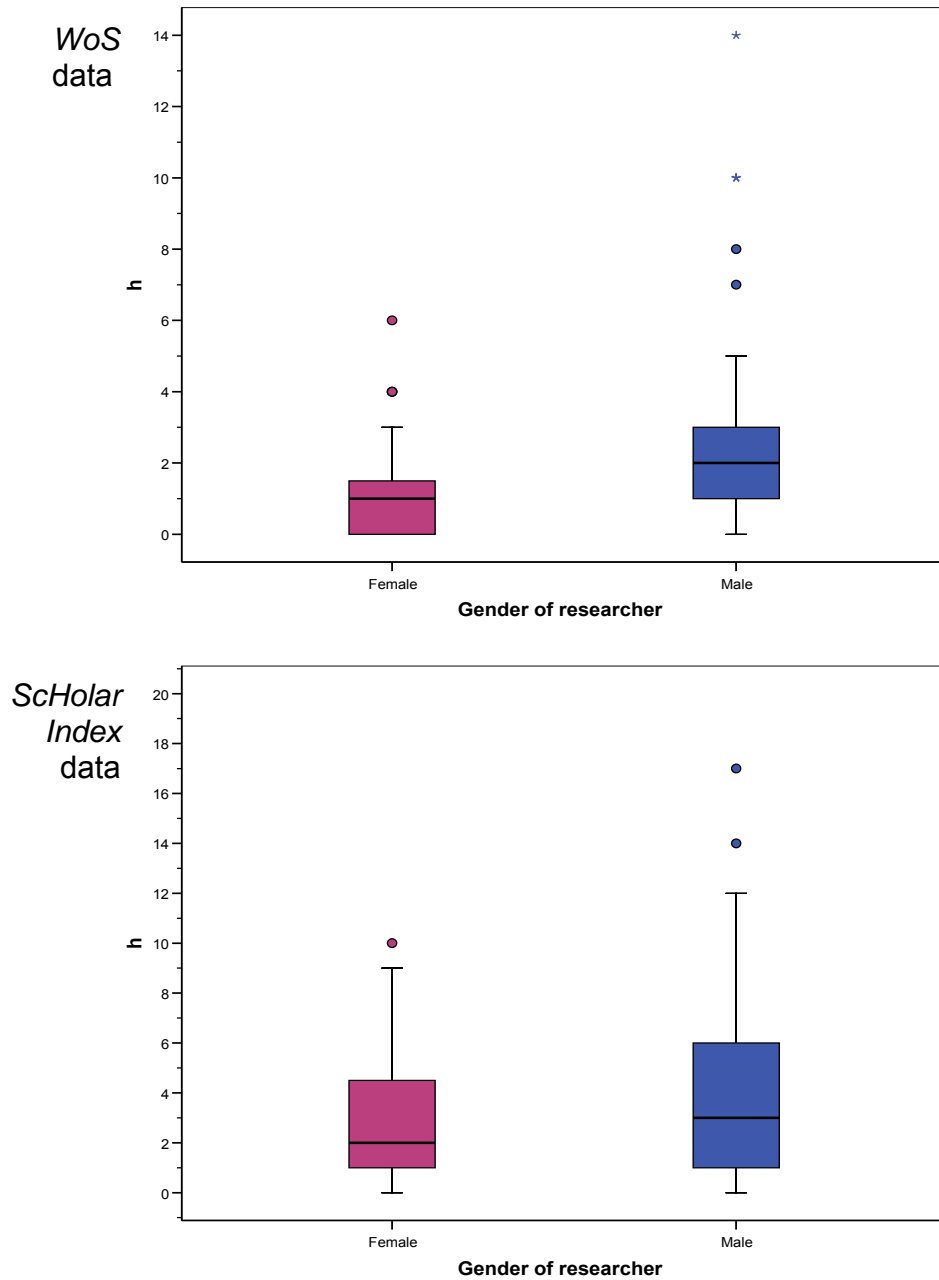 WoS
data
14
12
10
8
6
4
2
0
h
Female
Male
Gender of researcher
ScHolar
Index
data
20
18
16
14
12
10
8
6
4
2
0
h
Female
Male
Gender of researcher